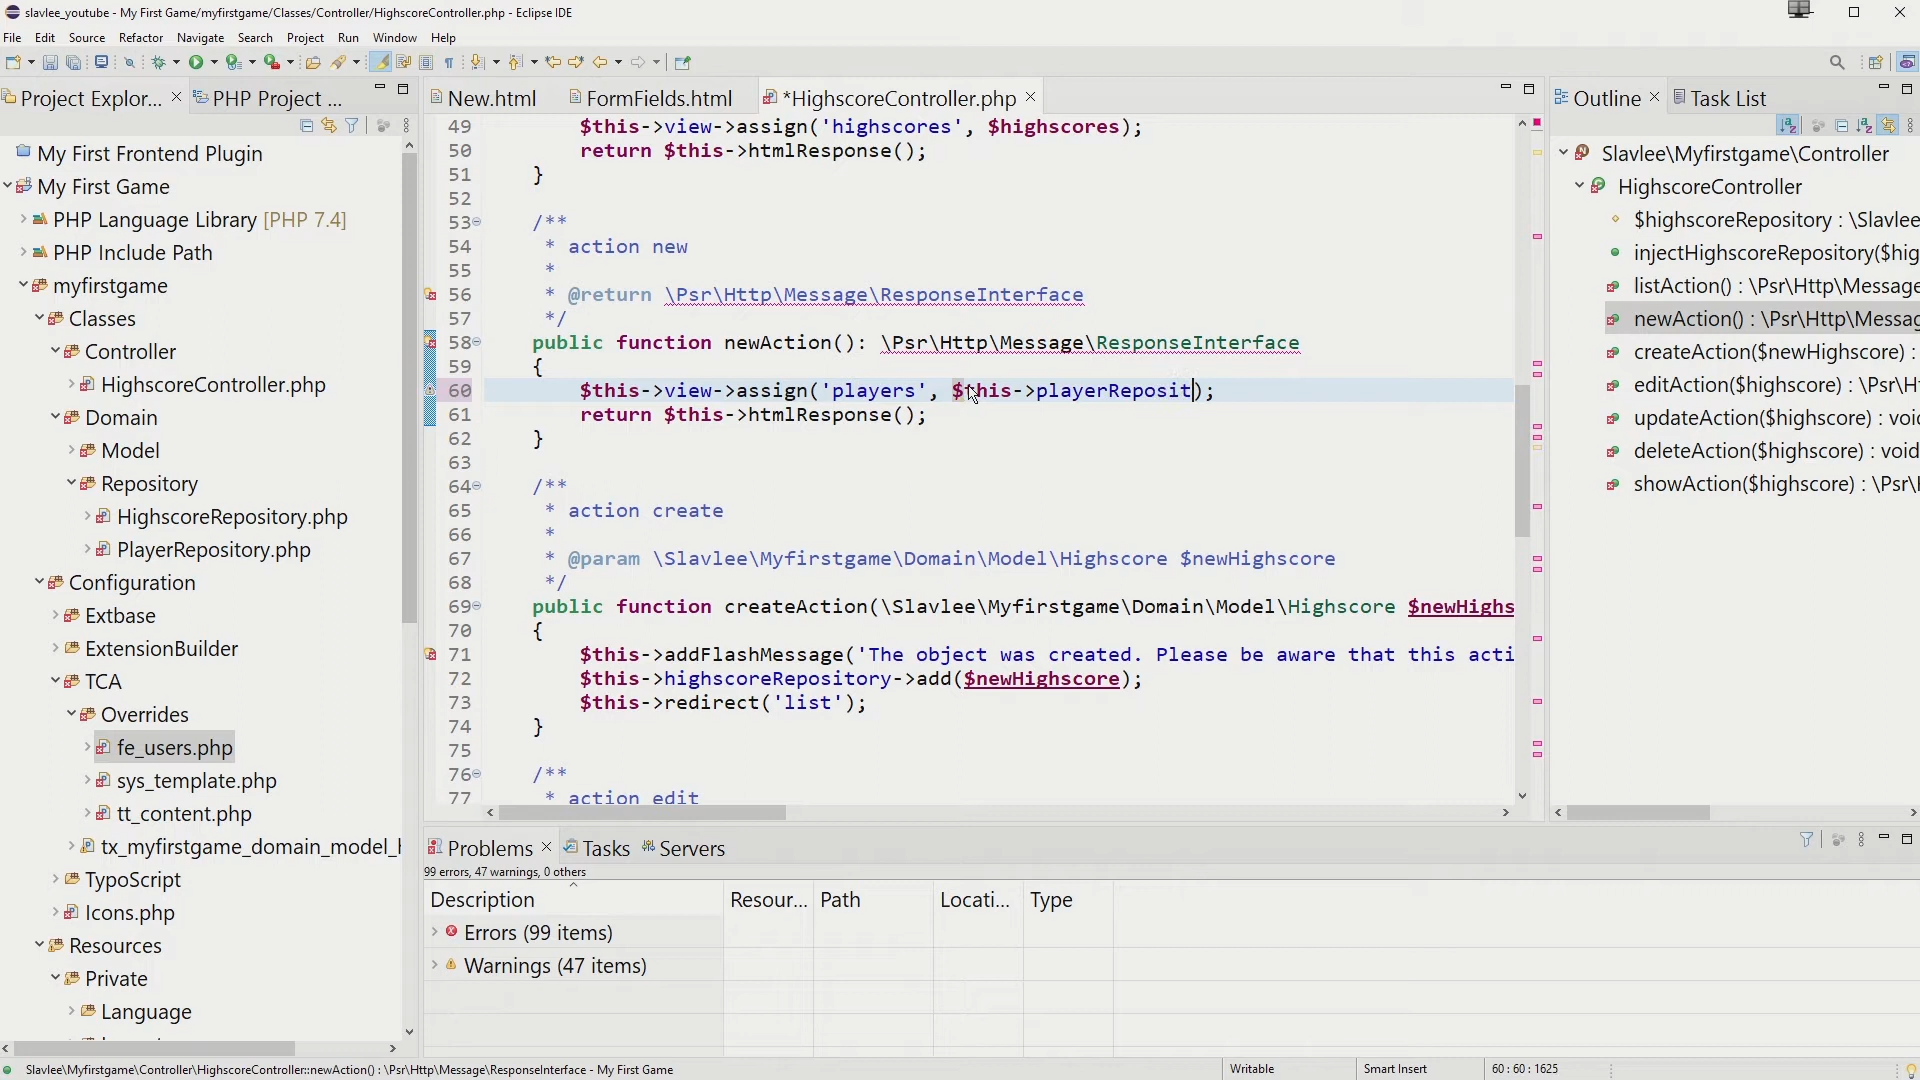 slavlee_youtube - My First Game/myfirstgame/Classes/Controller/HighscoreController.php - Eclipse IDE
File Edit Source Refactor Navigate Search Project Run Window Help
Project Explor... PHP Project ...
My First Frontend Plugin
My First Game
PHP Language Library [PHP 7.4]
PHP Include Path
myfirstgame
Classes
Controller
HighscoreController.php
Domain
Model
Repository
HighscoreRepository.php
PlayerRepository.php
Configuration
Extbase
ExtensionBuilder
TCA
Overrides
fe_users.php
sys_template.php
tt_content.php
tx_myfirstgame_domain_model_
TypoScript
Icons.php
Resources
Private
Language
New.html FormFields.html *HighscoreController.php
49 $this->view->assign('highscores', $highscores);
50 return $this->htmlResponse();
51 }
52
53 /**
54 * action new
55 *
56 * @return \Psr\Http\Message\ResponseInterface
57 */
58 public function newAction(): \Psr\Http\Message\ResponseInterface
59 {
60 $this->view->assign('players', $this->playerReposit);
61 return $this->htmlResponse();
62 }
63
64 /**
65 * action create
66 *
67 * @param \Slavlee\Myfirstgame\Domain\Model\Highscore $newHighscore
68 */
69 public function createAction(\Slavlee\Myfirstgame\Domain\Model\Highscore $newHighs
70 {
71 $this->addFlashMessage('The object was created. Please be aware that this acti
72 $this->highscoreRepository->add($newHighscore);
73 $this->redirect('list');
74 }
75
76 /**
77 * action edit
Outline Task List
Slavlee\Myfirstgame\Controller
HighscoreController
$highscoreRepository : \Slavlee
injectHighscoreRepository($hig
listAction() : \Psr\Http\Message
newAction() : \Psr\Http\Messag
createAction($newHighscore) :
editAction($highscore) : \Psr\H
updateAction($highscore) : voi
deleteAction($highscore) : void
showAction($highscore) : \Psr\
Problems Tasks Servers
99 errors, 47 warnings, 0 others
Description Resour... Path Locati... Type
Errors (99 items)
Warnings (47 items)
Slavlee\Myfirstgame\Controller\HighscoreController::newAction() : \Psr\Http\Message\ResponseInterface - My First Game Writable Smart Insert 60 : 60 : 1625